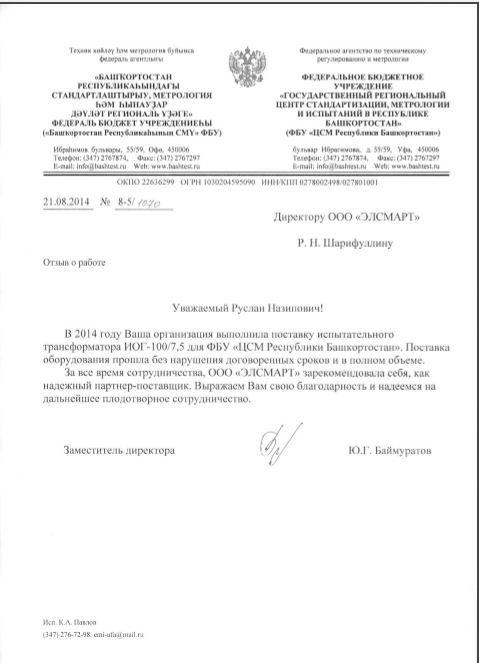 Техник көйләү һәм метрология буйынса
федераль агентлығы
«БАШҠОРТОСТАН
РЕСПУБЛИКАҺЫНДАҒЫ
СТАНДАРТЛАШТЫРЫУ, МЕТРОЛОГИЯ
ҺӘМ ҺЫНАУҘАР
ДӘҮЛӘТ РЕГИОНАЛЬ ҮҘӘГЕ»
ФЕДЕРАЛЬ БЮДЖЕТ УЧРЕЖДЕНИЕҺЫ
(«Башҡортостан Республикаһының СМҮ» ФБУ)
Ибраһимов бульвары, 55/59, Өфө, 450006
Телефон: (347) 2767874, Факс: (347) 2767297
E-mail: info@bashtest.ru Web: www.bashtest.ru
Федеральное агентство по техническому
регулированию и метрологии
ФЕДЕРАЛЬНОЕ БЮДЖЕТНОЕ
УЧРЕЖДЕНИЕ
«ГОСУДАРСТВЕННЫЙ РЕГИОНАЛЬНЫЙ
ЦЕНТР СТАНДАРТИЗАЦИИ, МЕТРОЛОГИИ
И ИСПЫТАНИЙ В РЕСПУБЛИКЕ
БАШКОРТОСТАН»
(ФБУ «ЦСМ Республики Башкортостан»)
бульвар Ибрагимова, д. 55/59, Уфа, 450006
Телефон: (347) 2767874, Факс: (347) 2767297
E-mail: info@bashtest.ru Web: www.bashtest.ru
ОКПО 22636299 ОГРН 1030204595090 ИНН/КПП 0278002498/027801001
21.08.2014 № 8-5/1070
Директору ООО «ЭЛСМАРТ»
Р. Н. Шарифуллину
Отзыв о работе
Уважаемый Руслан Назипович!
В 2014 году Ваша организация выполнила поставку испытательного
трансформатора ИОГ-100/7,5 для ФБУ «ЦСМ Республики Башкортостан». Поставка
оборудования прошла без нарушения договоренных сроков и в полном объеме.
За все время сотрудничества, ООО «ЭЛСМАРТ» зарекомендовала себя, как
надежный партнер-поставщик. Выражаем Вам свою благодарность и надеемся на
дальнейшее плодотворное сотрудничество.
Заместитель директора Ю.Г. Баймуратов
Исп. К.А. Павлов
(347) 276-72-98, emi-ufa@mail.ru